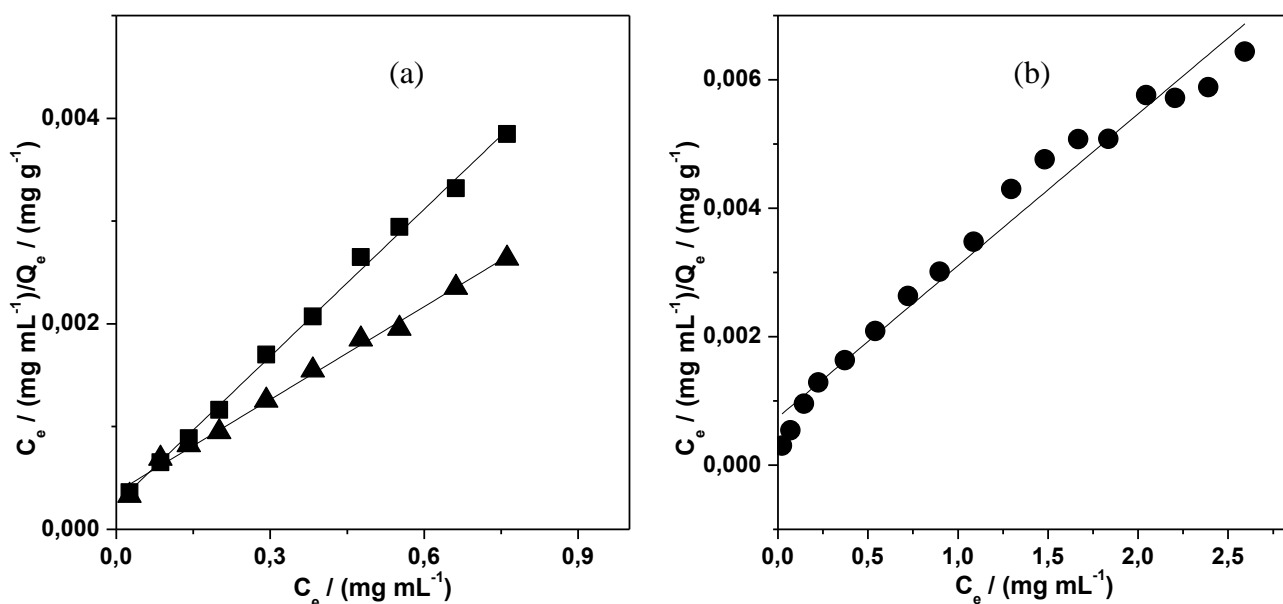 (a)
0,004
0,002
0,000
C_e / (mg mL⁻¹)/Q_e / (mg g⁻¹)
0,0 0,3 0,6 0,9
C_e / (mg mL⁻¹)
(b)
0,006
0,004
0,002
0,000
C_e / (mg mL⁻¹)/Q_e / (mg g⁻¹)
0,0 0,5 1,0 1,5 2,0 2,5
C_e / (mg mL⁻¹)